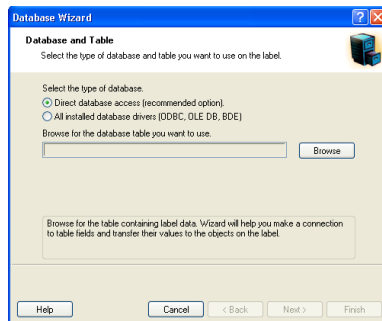 Database Wizard
Database and Table
Select the type of database and table you want to use on the label.
Select the type of database.
Direct database access (recommended option).
All installed database drivers (ODBC, OLE DB, BDE)
Browse for the database table you want to use.
Browse
Browse for the table containing label data. Wizard will help you make a connection
to table fields and transfer their values to the objects on the label.
Help
Cancel
< Back
Next >
Finish